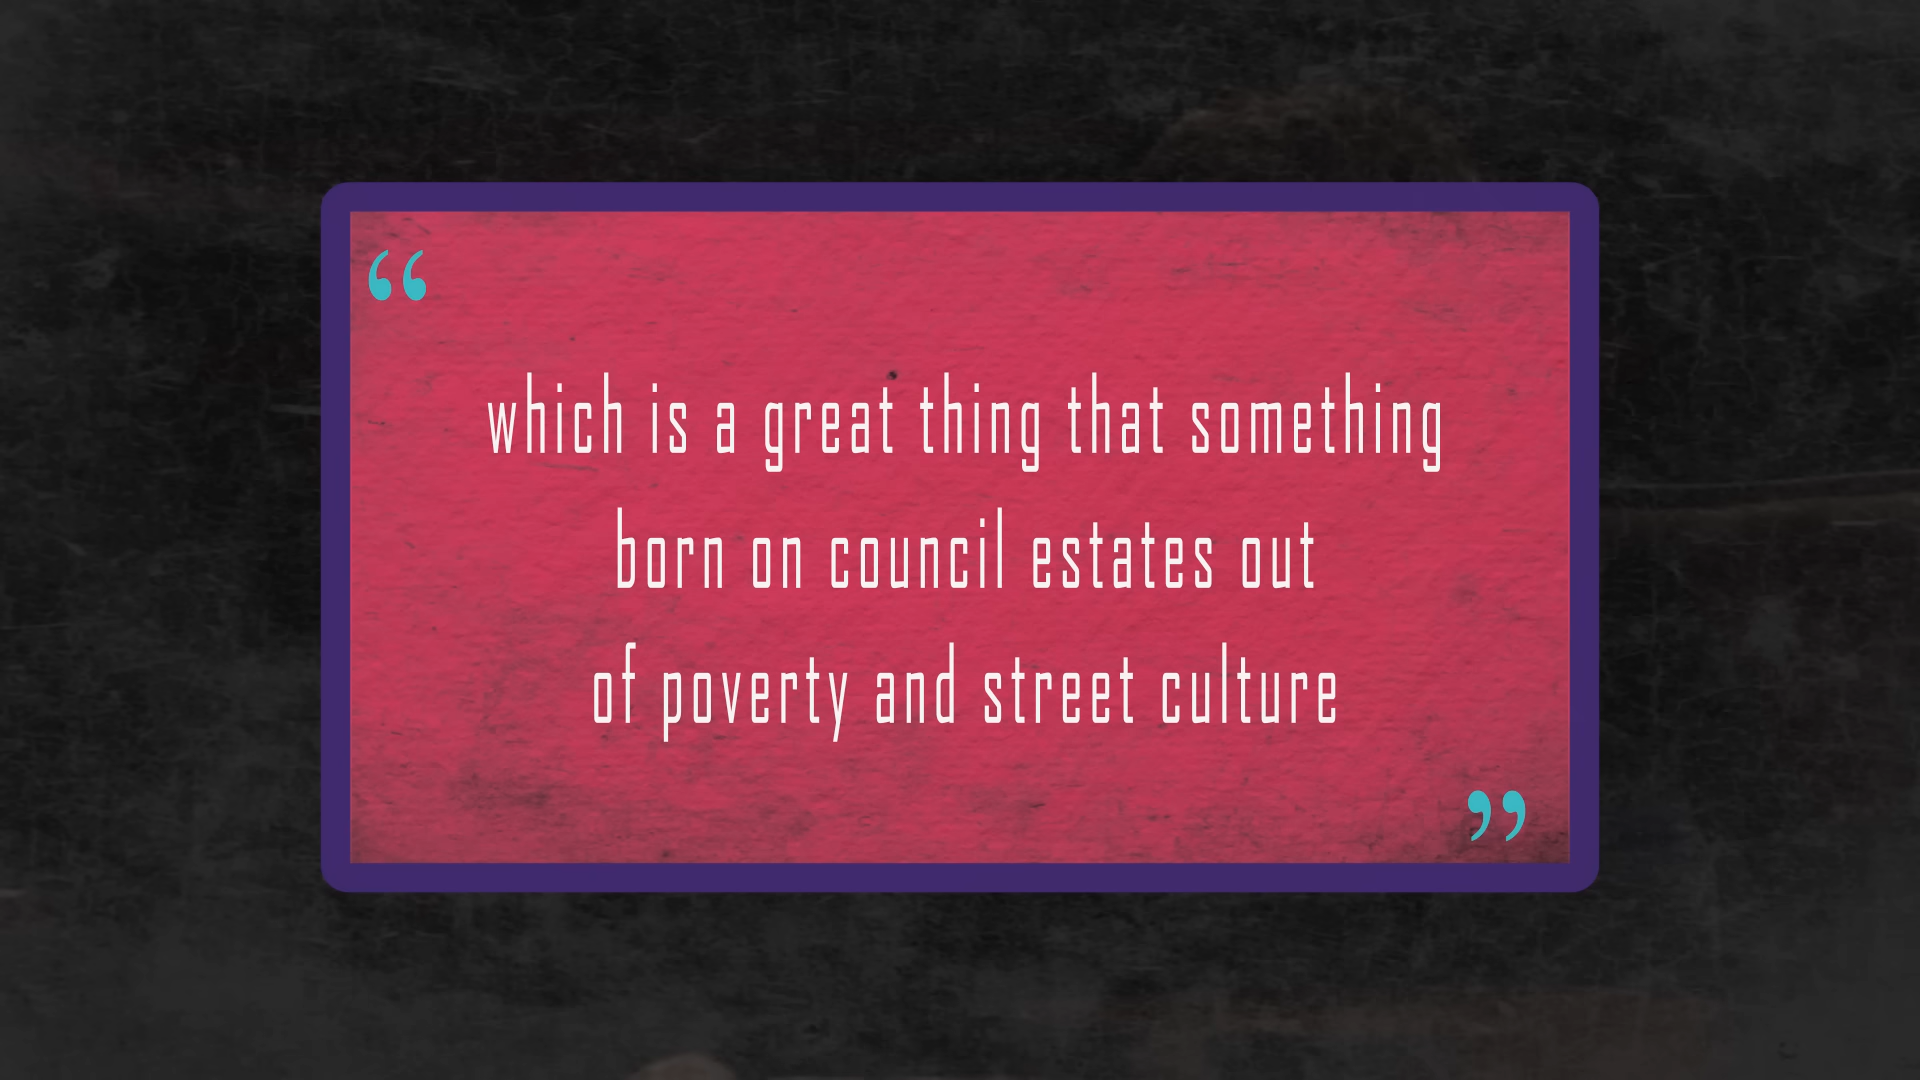 “
which is a great thing that something
born on council estates out
of poverty and street culture
”